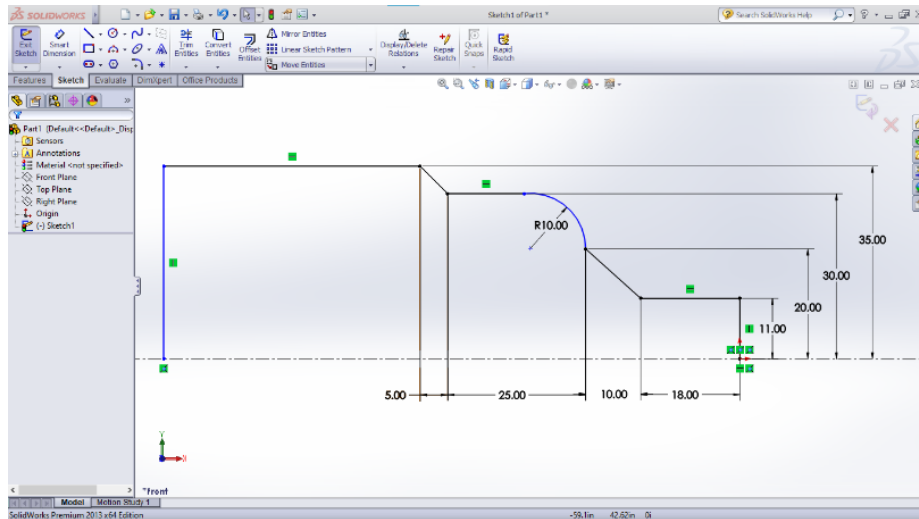 SOLIDWORKS
Sketch1 of Part1 *
Search SolidWorks Help
Exit Sketch
Smart Dimension
Trim Entities
Convert Entities
Offset Entities
Mirror Entities
Linear Sketch Pattern
Move Entities
Display/Delete Relations
Repair Sketch
Quick Snaps
Rapid Sketch
Features Sketch Evaluate DimXpert Office Products
Part1 (Default<<Default>_Disp
Sensors
Annotations
Material <not specified>
Front Plane
Top Plane
Right Plane
Origin
(-) Sketch1
R10.00
35.00
30.00
20.00
11.00
5.00
25.00
10.00
18.00
Y
X
*Front
Model Motion Study 1
SolidWorks Premium 2013 x64 Edition
-59.1in 42.62in 0i